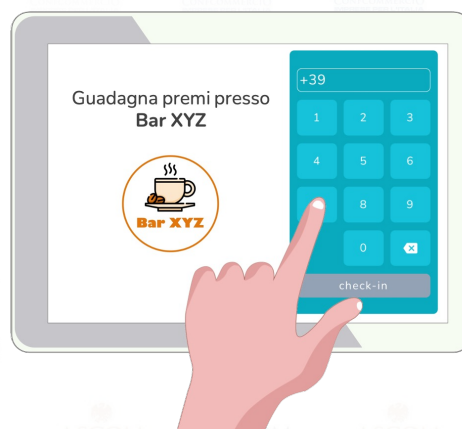 Guadagna premi presso
Bar XYZ
Bar XYZ
+39
1 2 3
4 5 6
8 9
0
check-in